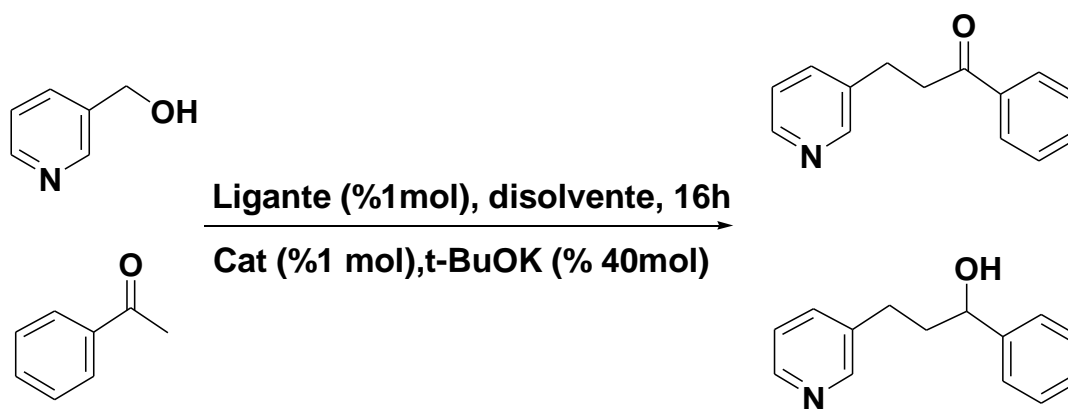 O
OH
N
Ligante (%1mol), disolvente, 16h
Cat (%1 mol),t-BuOK (% 40mol)
O
OH
N
N